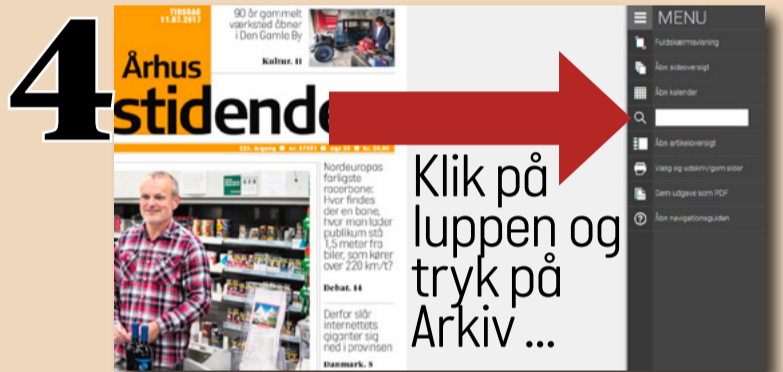 4
TIRSDAG
11.07.2017
90 år gammelt
værksted åbner
i Den Gamle By
Kultur. 11
Århus
stidende
224. årgang
Nordeuropas
farligste
racerbane:
Hvor findes
der en bane,
hvor man lader
publikum stå
1,5 meter fra
biler, som kører
over 220 km/t?
Debat. 14
Derfor slår
internettets
giganter sig
ned i provinsen
Danmark. 5
Klik på
luppen og
tryk på
Arkiv ...
MENU
Fuldskærmsvisning
Åbn sideoversigt
Åbn kalender
Åbn artikeloversigt
Vælg og udskriv/gem sider
Gem udgave som PDF
Åbn navigationsguiden